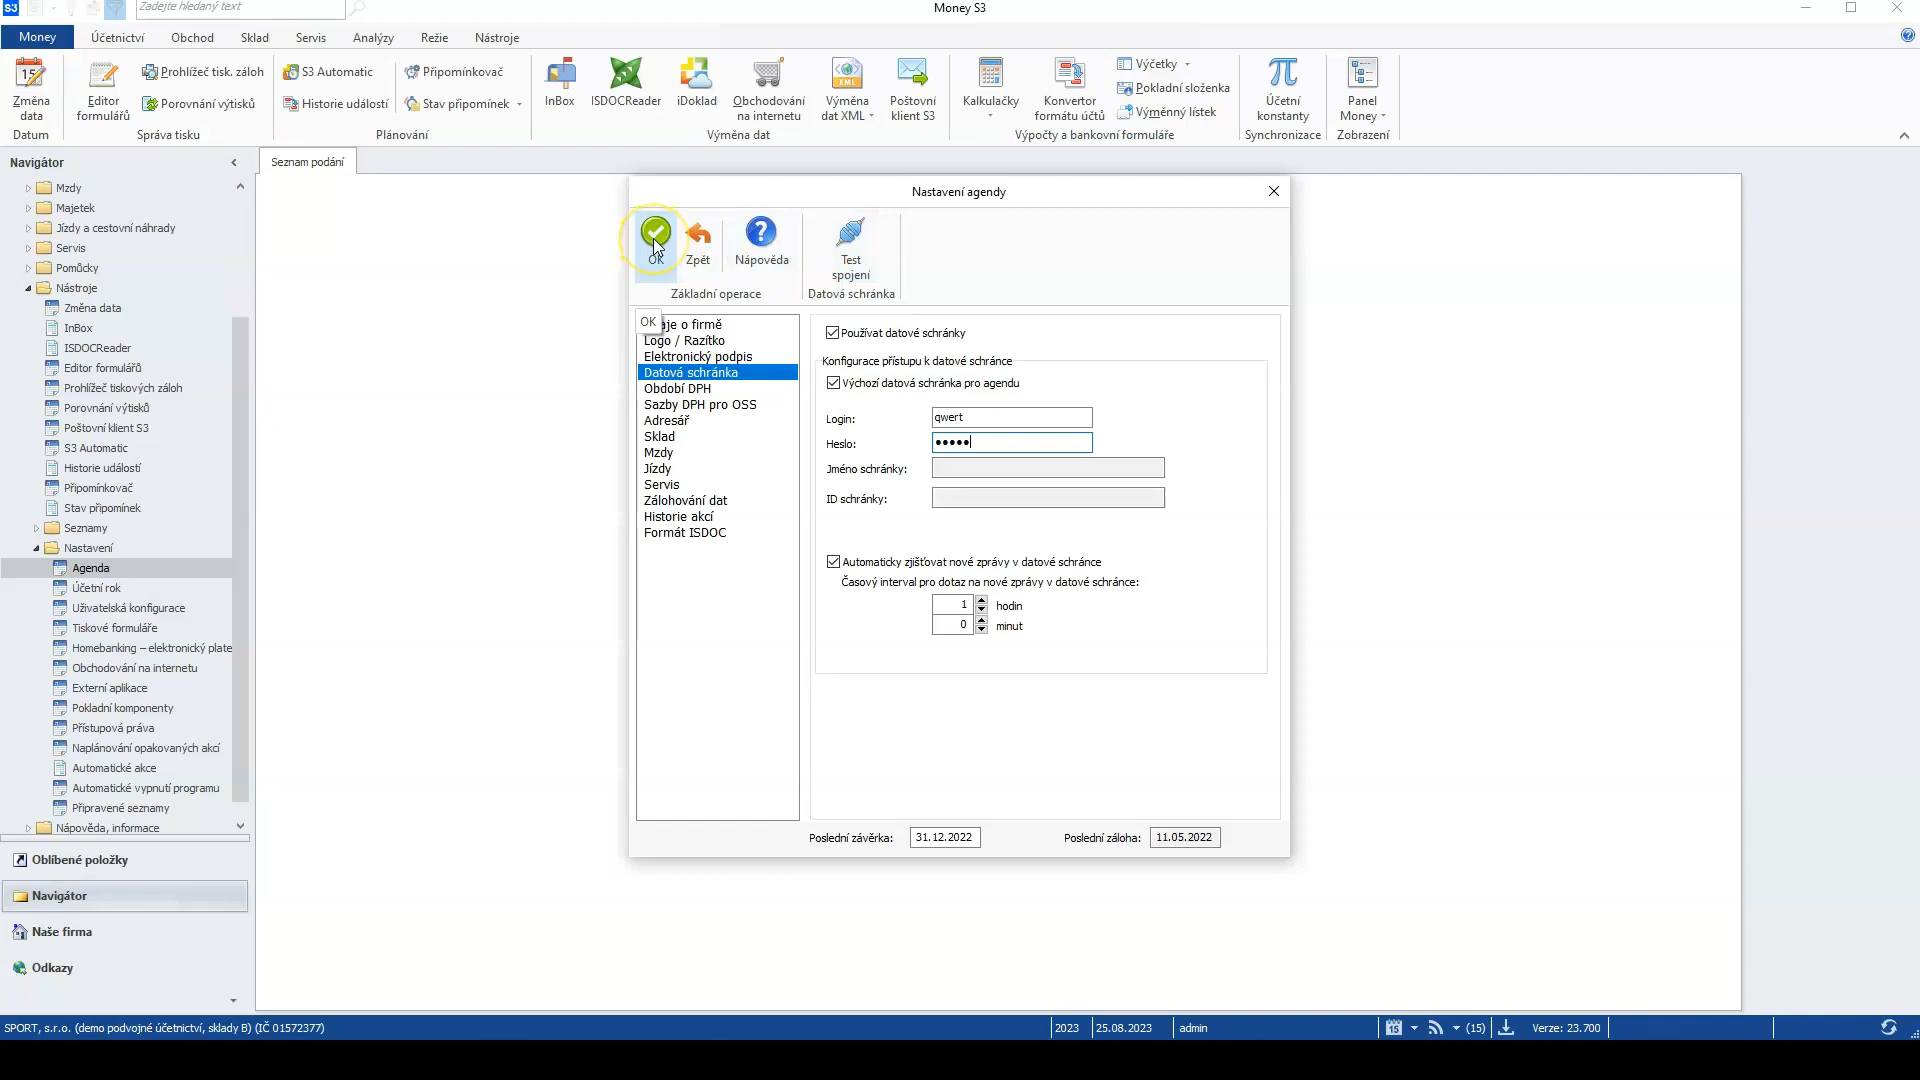 S3
Zadejte hledaný text
Money S3
Money
Účetnictví
Obchod
Sklad
Servis
Analýzy
Režie
Nástroje
15
Změna
data
Datum
Editor
formulářů
Prohlížeč tisk. záloh
Porovnání výtisků
Správa tisku
S3 Automatic
Historie událostí
Připomínkovač
Stav připomínek
Plánování
InBox
ISDOCReader
iDoklad
Obchodování
na internetu
XML
Výměna
dat XML
Poštovní
klient S3
Výměna dat
Kalkulačky
Konvertor
formátu účtů
Výčetky
Pokladní složenka
Výměnný lístek
Výpočty a bankovní formuláře
Účetní
konstanty
Synchronizace
Panel
Money
Zobrazení
Navigátor
Seznam podání
Mzdy
Majetek
Jízdy a cestovní náhrady
Servis
Pomůcky
Nástroje
Změna data
InBox
ISDOCReader
Editor formulářů
Prohlížeč tiskových záloh
Porovnání výtisků
Poštovní klient S3
S3 Automatic
Historie událostí
Připomínkovač
Stav připomínek
Seznamy
Nastavení
Agenda
Účetní rok
Uživatelská konfigurace
Tiskové formuláře
Homebanking – elektronický plate
Obchodování na internetu
Externí aplikace
Pokladní komponenty
Přístupová práva
Naplánování opakovaných akcí
Automatické akce
Automatické vypnutí programu
Připravené seznamy
Nápověda, informace
Oblíbené položky
Navigátor
Naše firma
Odkazy
Nastavení agendy
OK
Zpět
Nápověda
Základní operace
Test
spojení
Datová schránka
OK
aje o firmě
Logo / Razítko
Elektronický podpis
Datová schránka
Období DPH
Sazby DPH pro OSS
Adresář
Sklad
Mzdy
Jízdy
Servis
Zálohování dat
Historie akcí
Formát ISDOC
Používat datové schránky
Konfigurace přístupu k datové schránce
Výchozí datová schránka pro agendu
Login: qwert
Heslo: •••••
Jméno schránky:
ID schránky:
Automaticky zjišťovat nové zprávy v datové schránce
Časový interval pro dotaz na nové zprávy v datové schránce:
1 hodin
0 minut
Poslední závěrka: 31.12.2022
Poslední záloha: 11.05.2022
SPORT, s.r.o. (demo podvojné účetnictví, sklady B) (IČ 01572377)
2023
25.08.2023
admin
15
(15)
Verze: 23.700